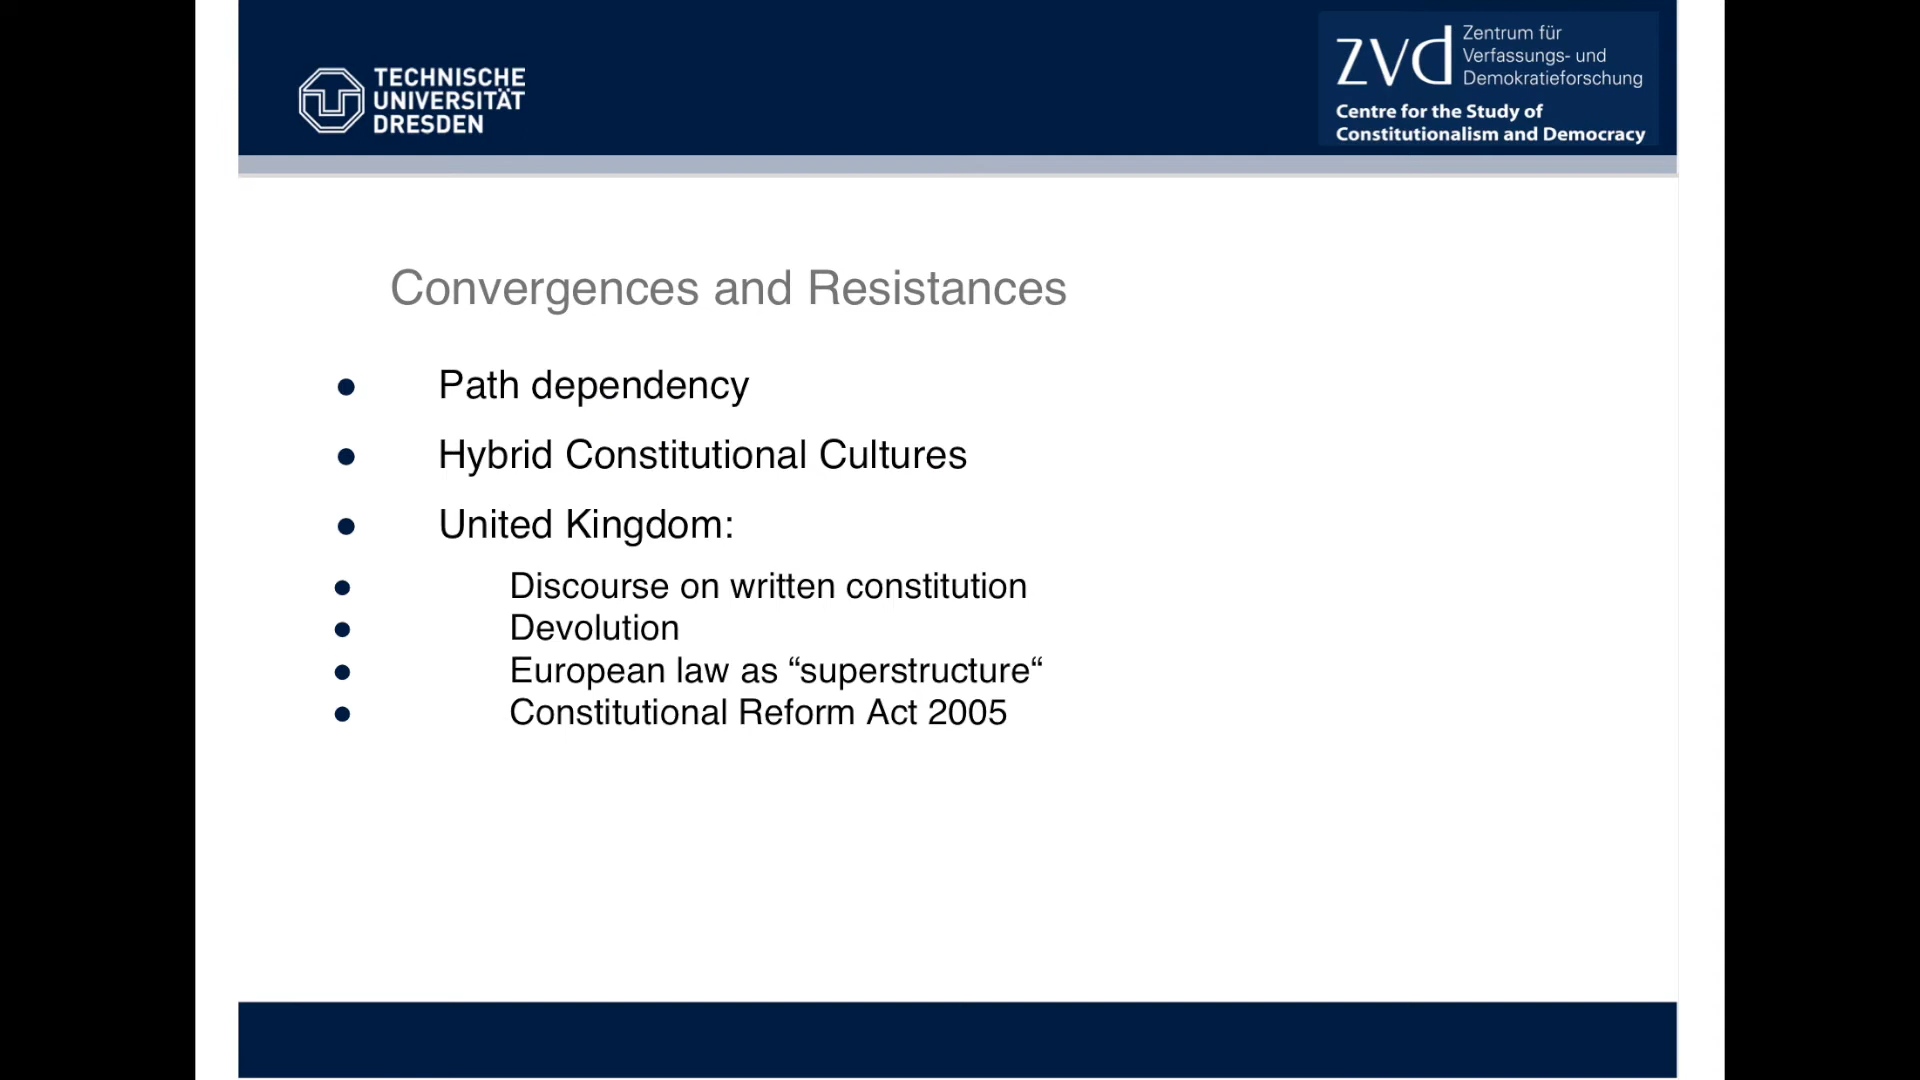 TECHNISCHE
UNIVERSITÄT
DRESDEN
zvd
Zentrum für
Verfassungs- und
Demokratieforschung
Centre for the Study of
Constitutionalism and Democracy
Convergences and Resistances
● Path dependency
● Hybrid Constitutional Cultures
● United Kingdom:
● Discourse on written constitution
● Devolution
● European law as “superstructure“
● Constitutional Reform Act 2005